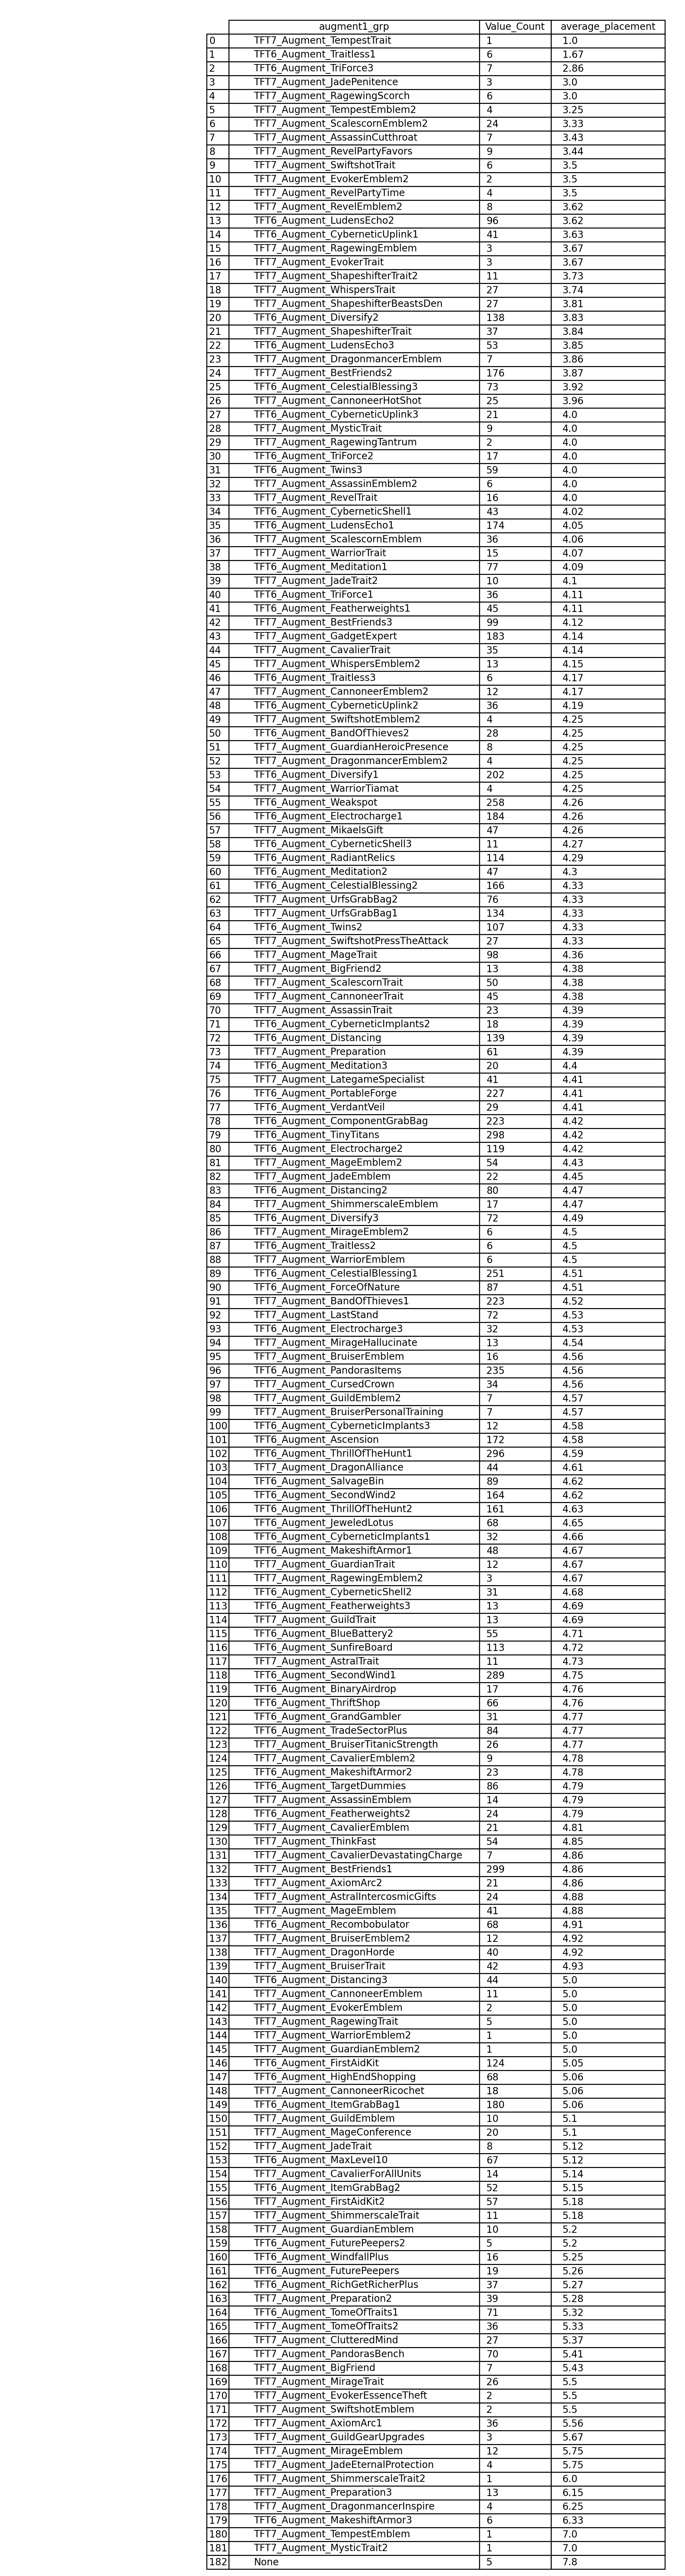 augment1_grp Value_Count average_placement
0 TFT7_Augment_TempestTrait 1 1.0
1 TFT6_Augment_Traitless1 6 1.67
2 TFT6_Augment_TriForce3 7 2.86
3 TFT7_Augment_JadePenitence 3 3.0
4 TFT7_Augment_RagewingScorch 6 3.0
5 TFT7_Augment_TempestEmblem2 4 3.25
6 TFT7_Augment_ScalescornEmblem2 24 3.33
7 TFT7_Augment_AssassinCutthroat 7 3.43
8 TFT7_Augment_RevelPartyFavors 9 3.44
9 TFT7_Augment_SwiftshotTrait 6 3.5
10 TFT7_Augment_EvokerEmblem2 2 3.5
11 TFT7_Augment_RevelPartyTime 4 3.5
12 TFT7_Augment_RevelEmblem2 8 3.62
13 TFT6_Augment_LudensEcho2 96 3.62
14 TFT6_Augment_CyberneticUplink1 41 3.63
15 TFT7_Augment_RagewingEmblem 3 3.67
16 TFT7_Augment_EvokerTrait 3 3.67
17 TFT7_Augment_ShapeshifterTrait2 11 3.73
18 TFT7_Augment_WhispersTrait 27 3.74
19 TFT7_Augment_ShapeshifterBeastsDen 27 3.81
20 TFT6_Augment_Diversify2 138 3.83
21 TFT7_Augment_ShapeshifterTrait 37 3.84
22 TFT6_Augment_LudensEcho3 53 3.85
23 TFT7_Augment_DragonmancerEmblem 7 3.86
24 TFT7_Augment_BestFriends2 176 3.87
25 TFT6_Augment_CelestialBlessing3 73 3.92
26 TFT7_Augment_CannoneerHotShot 25 3.96
27 TFT6_Augment_CyberneticUplink3 21 4.0
28 TFT7_Augment_MysticTrait 9 4.0
29 TFT7_Augment_RagewingTantrum 2 4.0
30 TFT6_Augment_TriForce2 17 4.0
31 TFT6_Augment_Twins3 59 4.0
32 TFT7_Augment_AssassinEmblem2 6 4.0
33 TFT7_Augment_RevelTrait 16 4.0
34 TFT6_Augment_CyberneticShell1 43 4.02
35 TFT6_Augment_LudensEcho1 174 4.05
36 TFT7_Augment_ScalescornEmblem 36 4.06
37 TFT7_Augment_WarriorTrait 15 4.07
38 TFT6_Augment_Meditation1 77 4.09
39 TFT7_Augment_JadeTrait2 10 4.1
40 TFT6_Augment_TriForce1 36 4.11
41 TFT6_Augment_Featherweights1 45 4.11
42 TFT7_Augment_BestFriends3 99 4.12
43 TFT7_Augment_GadgetExpert 183 4.14
44 TFT7_Augment_CavalierTrait 35 4.14
45 TFT7_Augment_WhispersEmblem2 13 4.15
46 TFT6_Augment_Traitless3 6 4.17
47 TFT7_Augment_CannoneerEmblem2 12 4.17
48 TFT6_Augment_CyberneticUplink2 36 4.19
49 TFT7_Augment_SwiftshotEmblem2 4 4.25
50 TFT6_Augment_BandOfThieves2 28 4.25
51 TFT7_Augment_GuardianHeroicPresence 8 4.25
52 TFT7_Augment_DragonmancerEmblem2 4 4.25
53 TFT6_Augment_Diversify1 202 4.25
54 TFT7_Augment_WarriorTiamat 4 4.25
55 TFT6_Augment_Weakspot 258 4.26
56 TFT6_Augment_Electrocharge1 184 4.26
57 TFT7_Augment_MikaelsGift 47 4.26
58 TFT6_Augment_CyberneticShell3 11 4.27
59 TFT6_Augment_RadiantRelics 114 4.29
60 TFT6_Augment_Meditation2 47 4.3
61 TFT6_Augment_CelestialBlessing2 166 4.33
62 TFT7_Augment_UrfsGrabBag2 76 4.33
63 TFT7_Augment_UrfsGrabBag1 134 4.33
64 TFT6_Augment_Twins2 107 4.33
65 TFT7_Augment_SwiftshotPressTheAttack 27 4.33
66 TFT7_Augment_MageTrait 98 4.36
67 TFT7_Augment_BigFriend2 13 4.38
68 TFT7_Augment_ScalescornTrait 50 4.38
69 TFT7_Augment_CannoneerTrait 45 4.38
70 TFT7_Augment_AssassinTrait 23 4.39
71 TFT6_Augment_CyberneticImplants2 18 4.39
72 TFT6_Augment_Distancing 139 4.39
73 TFT7_Augment_Preparation 61 4.39
74 TFT6_Augment_Meditation3 20 4.4
75 TFT7_Augment_LategameSpecialist 41 4.41
76 TFT6_Augment_PortableForge 227 4.41
77 TFT6_Augment_VerdantVeil 29 4.41
78 TFT6_Augment_ComponentGrabBag 223 4.42
79 TFT6_Augment_TinyTitans 298 4.42
80 TFT6_Augment_Electrocharge2 119 4.42
81 TFT7_Augment_MageEmblem2 54 4.43
82 TFT7_Augment_JadeEmblem 22 4.45
83 TFT6_Augment_Distancing2 80 4.47
84 TFT7_Augment_ShimmerscaleEmblem 17 4.47
85 TFT6_Augment_Diversify3 72 4.49
86 TFT7_Augment_MirageEmblem2 6 4.5
87 TFT6_Augment_Traitless2 6 4.5
88 TFT7_Augment_WarriorEmblem 6 4.5
89 TFT6_Augment_CelestialBlessing1 251 4.51
90 TFT6_Augment_ForceOfNature 87 4.51
91 TFT7_Augment_BandOfThieves1 223 4.52
92 TFT7_Augment_LastStand 72 4.53
93 TFT6_Augment_Electrocharge3 32 4.53
94 TFT7_Augment_MirageHallucinate 13 4.54
95 TFT7_Augment_BruiserEmblem 16 4.56
96 TFT6_Augment_PandorasItems 235 4.56
97 TFT7_Augment_CursedCrown 34 4.56
98 TFT7_Augment_GuildEmblem2 7 4.57
99 TFT7_Augment_BruiserPersonalTraining 7 4.57
100 TFT6_Augment_CyberneticImplants3 12 4.58
101 TFT6_Augment_Ascension 172 4.58
102 TFT6_Augment_ThrillOfTheHunt1 296 4.59
103 TFT7_Augment_DragonAlliance 44 4.61
104 TFT6_Augment_SalvageBin 89 4.62
105 TFT6_Augment_SecondWind2 164 4.62
106 TFT6_Augment_ThrillOfTheHunt2 161 4.63
107 TFT6_Augment_JeweledLotus 68 4.65
108 TFT6_Augment_CyberneticImplants1 32 4.66
109 TFT6_Augment_MakeshiftArmor1 48 4.67
110 TFT7_Augment_GuardianTrait 12 4.67
111 TFT7_Augment_RagewingEmblem2 3 4.67
112 TFT6_Augment_CyberneticShell2 31 4.68
113 TFT6_Augment_Featherweights3 13 4.69
114 TFT7_Augment_GuildTrait 13 4.69
115 TFT6_Augment_BlueBattery2 55 4.71
116 TFT6_Augment_SunfireBoard 113 4.72
117 TFT7_Augment_AstralTrait 11 4.73
118 TFT6_Augment_SecondWind1 289 4.75
119 TFT6_Augment_BinaryAirdrop 17 4.76
120 TFT6_Augment_ThriftShop 66 4.76
121 TFT6_Augment_GrandGambler 31 4.77
122 TFT6_Augment_TradeSectorPlus 84 4.77
123 TFT7_Augment_BruiserTitanicStrength 26 4.77
124 TFT7_Augment_CavalierEmblem2 9 4.78
125 TFT6_Augment_MakeshiftArmor2 23 4.78
126 TFT6_Augment_TargetDummies 86 4.79
127 TFT7_Augment_AssassinEmblem 14 4.79
128 TFT6_Augment_Featherweights2 24 4.79
129 TFT7_Augment_CavalierEmblem 21 4.81
130 TFT7_Augment_ThinkFast 54 4.85
131 TFT7_Augment_CavalierDevastatingCharge 7 4.86
132 TFT7_Augment_BestFriends1 299 4.86
133 TFT7_Augment_AxiomArc2 21 4.86
134 TFT7_Augment_AstralIntercosmicGifts 24 4.88
135 TFT7_Augment_MageEmblem 41 4.88
136 TFT6_Augment_Recombobulator 68 4.91
137 TFT7_Augment_BruiserEmblem2 12 4.92
138 TFT7_Augment_DragonHorde 40 4.92
139 TFT7_Augment_BruiserTrait 42 4.93
140 TFT6_Augment_Distancing3 44 5.0
141 TFT7_Augment_CannoneerEmblem 11 5.0
142 TFT7_Augment_EvokerEmblem 2 5.0
143 TFT7_Augment_RagewingTrait 5 5.0
144 TFT7_Augment_WarriorEmblem2 1 5.0
145 TFT7_Augment_GuardianEmblem2 1 5.0
146 TFT6_Augment_FirstAidKit 124 5.05
147 TFT6_Augment_HighEndShopping 68 5.06
148 TFT7_Augment_CannoneerRicochet 18 5.06
149 TFT6_Augment_ItemGrabBag1 180 5.06
150 TFT7_Augment_GuildEmblem 10 5.1
151 TFT7_Augment_MageConference 20 5.1
152 TFT7_Augment_JadeTrait 8 5.12
153 TFT6_Augment_MaxLevel10 67 5.12
154 TFT7_Augment_CavalierForAllUnits 14 5.14
155 TFT6_Augment_ItemGrabBag2 52 5.15
156 TFT7_Augment_FirstAidKit2 57 5.18
157 TFT7_Augment_ShimmerscaleTrait 11 5.18
158 TFT7_Augment_GuardianEmblem 10 5.2
159 TFT6_Augment_FuturePeepers2 5 5.2
160 TFT6_Augment_WindfallPlus 16 5.25
161 TFT6_Augment_FuturePeepers 19 5.26
162 TFT6_Augment_RichGetRicherPlus 37 5.27
163 TFT7_Augment_Preparation2 39 5.28
164 TFT6_Augment_TomeOfTraits1 71 5.32
165 TFT7_Augment_TomeOfTraits2 36 5.33
166 TFT7_Augment_ClutteredMind 27 5.37
167 TFT6_Augment_PandorasBench 70 5.41
168 TFT7_Augment_BigFriend 7 5.43
169 TFT7_Augment_MirageTrait 26 5.5
170 TFT7_Augment_EvokerEssenceTheft 2 5.5
171 TFT7_Augment_SwiftshotEmblem 2 5.5
172 TFT7_Augment_AxiomArc1 36 5.56
173 TFT7_Augment_GuildGearUpgrades 3 5.67
174 TFT7_Augment_MirageEmblem 12 5.75
175 TFT7_Augment_JadeEternalProtection 4 5.75
176 TFT7_Augment_ShimmerscaleTrait2 1 6.0
177 TFT7_Augment_Preparation3 13 6.15
178 TFT7_Augment_DragonmancerInspire 4 6.25
179 TFT6_Augment_MakeshiftArmor3 6 6.33
180 TFT7_Augment_TempestEmblem 1 7.0
181 TFT7_Augment_MysticTrait2 1 7.0
182 None 5 7.8